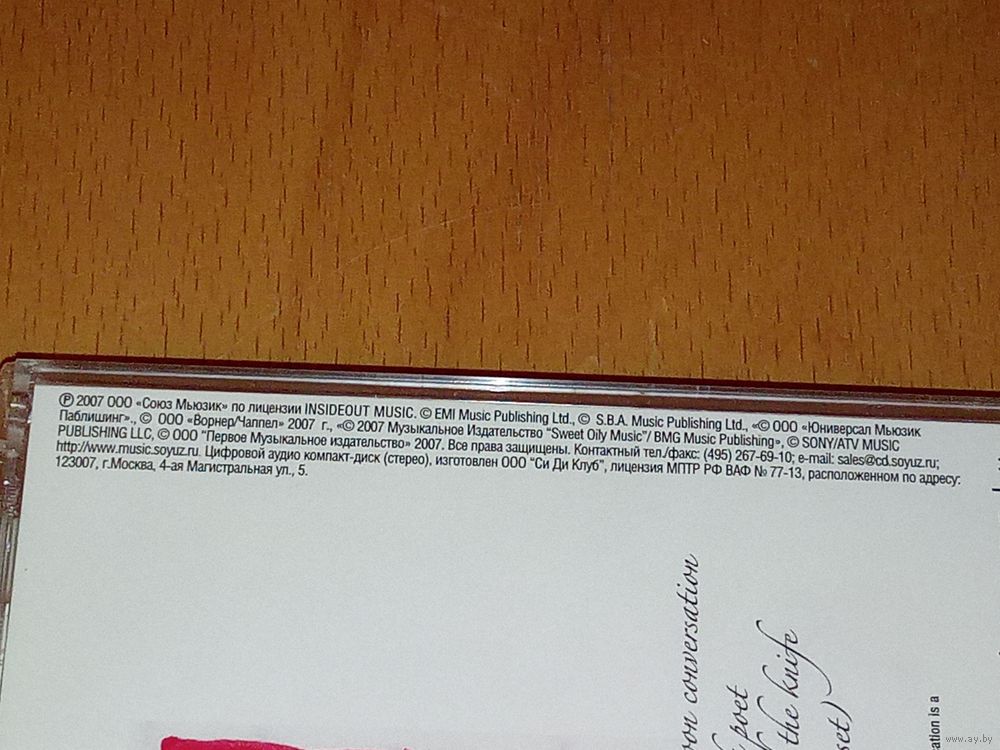 ℗ 2007 ООО «Союз Мьюзик» по лицензии INSIDEOUT MUSIC. © EMI Music Publishing Ltd., © S.B.A. Music Publishing Ltd., «© ООО «Юниверсал Мьюзик
Паблишинг»., © ООО «Ворнер/Чаппел» 2007 г., «© 2007 Музыкальное Издательство "Sweet Oily Music"/ BMG Music Publishing», © SONY/ATV MUSIC
PUBLISHING LLC, © ООО "Первое Музыкальное издательство» 2007. Все права защищены. Контактный тел./факс: (495) 267-69-10; e-mail: sales@cd.soyuz.ru;
http://www.music.soyuz.ru. Цифровой аудио компакт-диск (стерео), изготовлен ООО "Си Ди Клуб", лицензия МПТР РФ ВАФ № 77-13, расположенном по адресу:
123007, г.Москва, 4-ая Магистральная ул., 5.
conversation
poet
the knife
set)
ation is a
www.ay.by